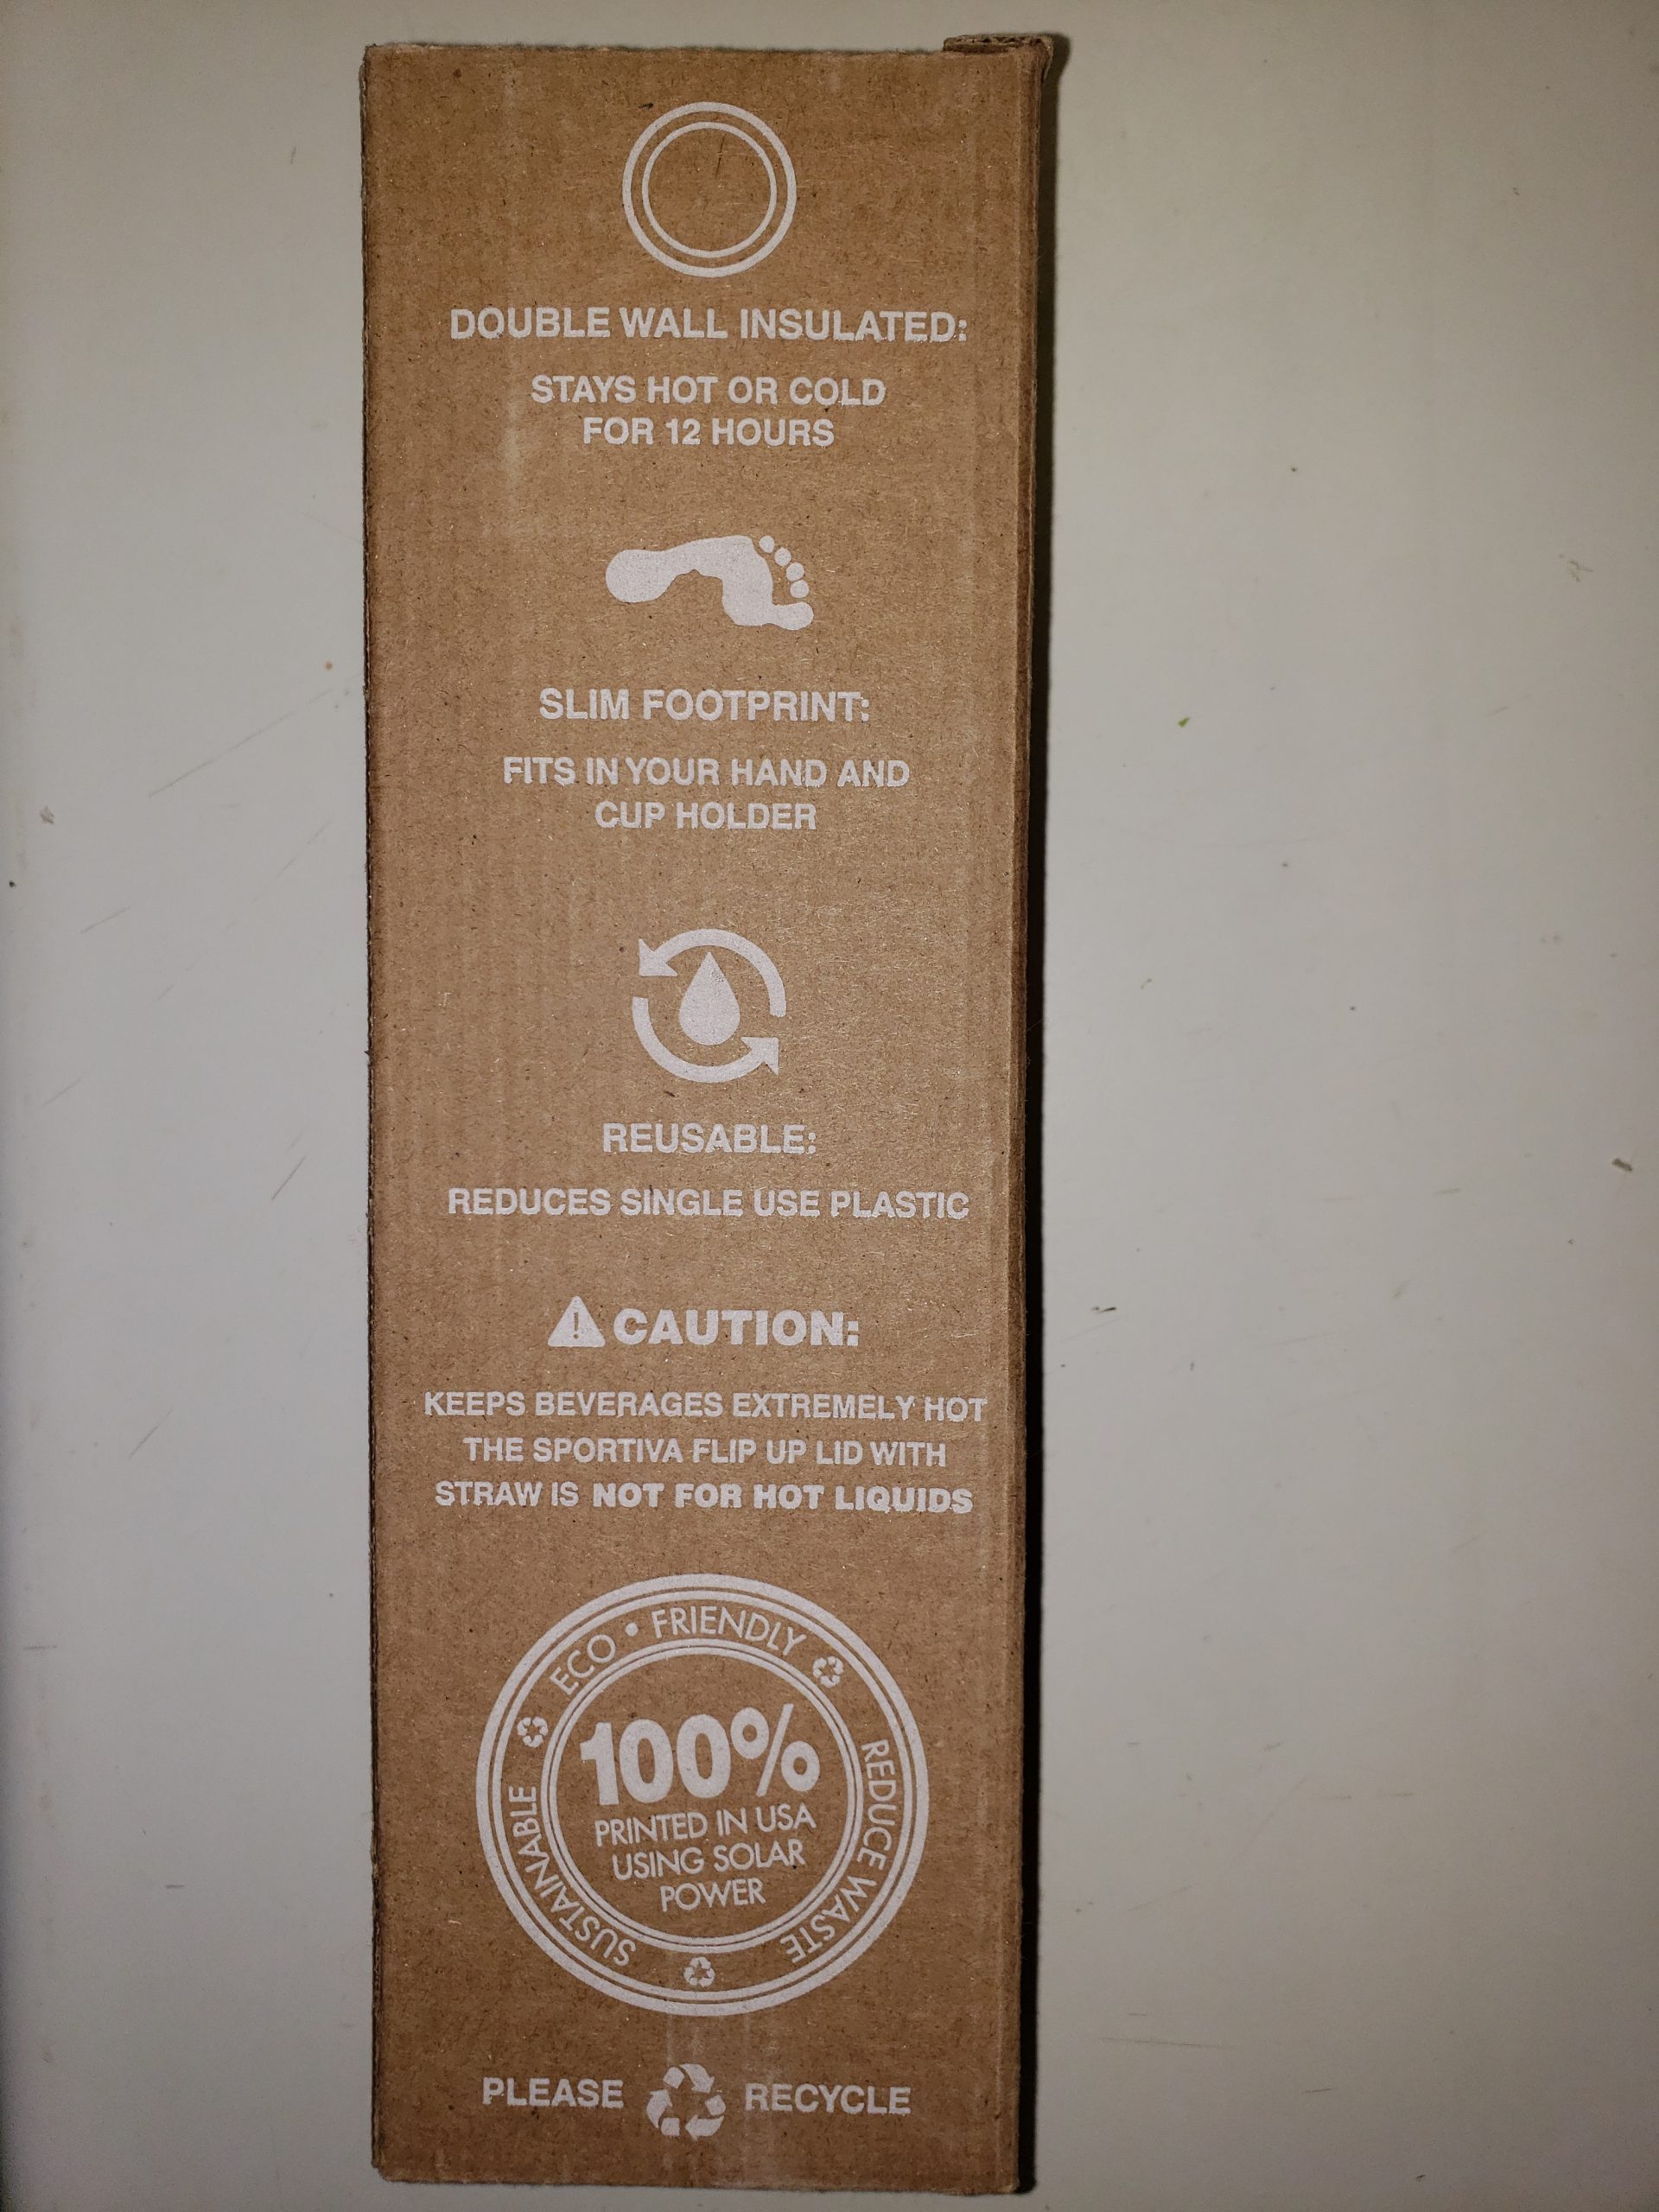 DOUBLE WALL INSULATED:
STAYS HOT OR COLD
FOR 12 HOURS
SLIM FOOTPRINT:
FITS IN YOUR HAND AND
CUP HOLDER
REUSABLE:
REDUCES SINGLE USE PLASTIC
CAUTION:
KEEPS BEVERAGES EXTREMELY HOT
THE SPORTIVA FLIP UP LID WITH
STRAW IS NOT FOR HOT LIQUIDS
ECO • FRIENDLY
REDUCE WASTE
SUSTAINABLE
100%
PRINTED IN USA
USING SOLAR
POWER
PLEASE RECYCLE